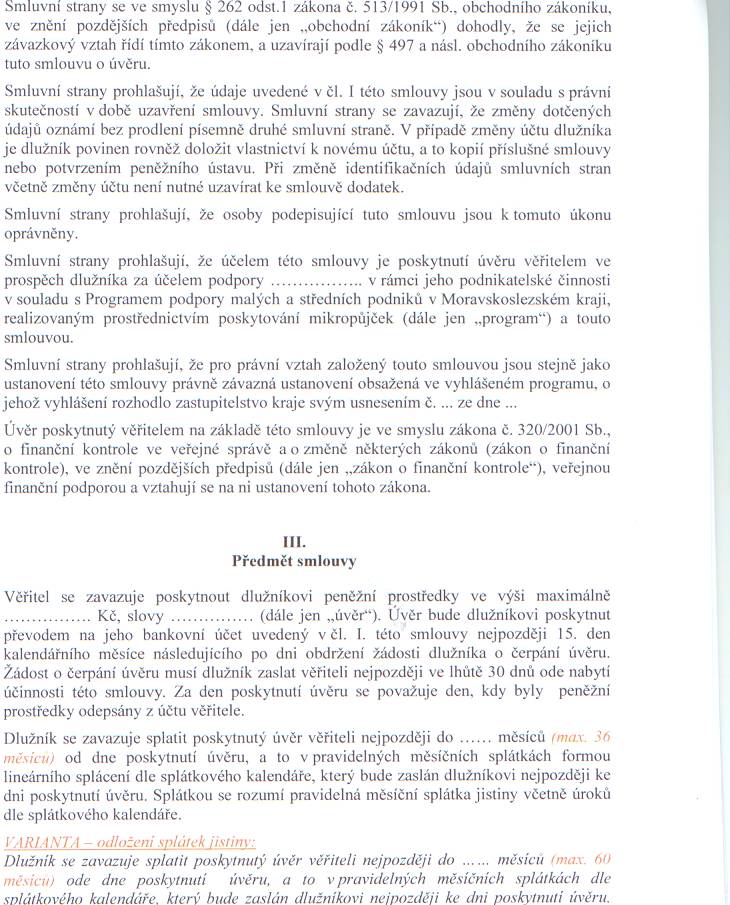 Smluvní strany se ve smyslu § 262 odst.1 zákona č. 513/1991 Sb., obchodního zákoníku,
ve znění pozdějších předpisů (dále jen „obchodní zákoník“) dohodly, že se jejich
závazkový vztah řídí tímto zákonem, a uzavírají podle § 497 a násl. obchodního zákoníku
tuto smlouvu o úvěru.
Smluvní strany prohlašují, že údaje uvedené v čl. I této smlouvy jsou v souladu s právní
skutečností v době uzavření smlouvy. Smluvní strany se zavazují, že změny dotčených
údajů oznámí bez prodlení písemně druhé smluvní straně. V případě změny účtu dlužníka
je dlužník povinen rovněž doložit vlastnictví k novému účtu, a to kopií příslušné smlouvy
nebo potvrzením peněžního ústavu. Při změně identifikačních údajů smluvních stran
včetně změny účtu není nutné uzavírat ke smlouvě dodatek.
Smluvní strany prohlašují, že osoby podepisující tuto smlouvu jsou k tomuto úkonu
oprávněny.
Smluvní strany prohlašují, že účelem této smlouvy je poskytnutí úvěru věřitelem ve
prospěch dlužníka za účelem podpory …………….. v rámci jeho podnikatelské činnosti
v souladu s Programem podpory malých a středních podniků v Moravskoslezském kraji,
realizovaným prostřednictvím poskytování mikropůjček (dále jen „program“) a touto
smlouvou.
Smluvní strany prohlašují, že pro právní vztah založený touto smlouvou jsou stejně jako
ustanovení této smlouvy právně závazná ustanovení obsažená ve vyhlášeném programu, o
jehož vyhlášení rozhodlo zastupitelstvo kraje svým usnesením č. ... ze dne ...
Úvěr poskytnutý věřitelem na základě této smlouvy je ve smyslu zákona č. 320/2001 Sb.,
o finanční kontrole ve veřejné správě a o změně některých zákonů (zákon o finanční
kontrole), ve znění pozdějších předpisů (dále jen „zákon o finanční kontrole“), veřejnou
finanční podporou a vztahují se na ni ustanovení tohoto zákona.
III.
Předmět smlouvy
Věřitel se zavazuje poskytnout dlužníkovi peněžní prostředky ve výši maximálně
……………. Kč, slovy …………… (dále jen „úvěr“). Úvěr bude dlužníkovi poskytnut
převodem na jeho bankovní účet uvedený v čl. I. této smlouvy nejpozději 15. den
kalendářního měsíce následujícího po dni obdržení žádosti dlužníka o čerpání úvěru.
Žádost o čerpání úvěru musí dlužník zaslat věřiteli nejpozději ve lhůtě 30 dnů ode nabytí
účinnosti této smlouvy. Za den poskytnutí úvěru se považuje den, kdy byly peněžní
prostředky odepsány z účtu věřitele.
Dlužník se zavazuje splatit poskytnutý úvěr věřiteli nejpozději do …… měsíců (max. 36
měsíců) od dne poskytnutí úvěru, a to v pravidelných měsíčních splátkách formou
lineárního splácení dle splátkového kalendáře, který bude zaslán dlužníkovi nejpozději ke
dni poskytnutí úvěru. Splátkou se rozumí pravidelná měsíční splátka jistiny včetně úroků
dle splátkového kalendáře.
VARIANTA – odložení splátek jistiny:
Dlužník se zavazuje splatit poskytnutý úvěr věřiteli nejpozději do …… měsíců (max. 60
měsíců) ode dne poskytnutí úvěru, a to v pravidelných měsíčních splátkách dle
splátkového kalendáře, který bude zaslán dlužníkovi nejpozději ke dni poskytnutí úvěru.